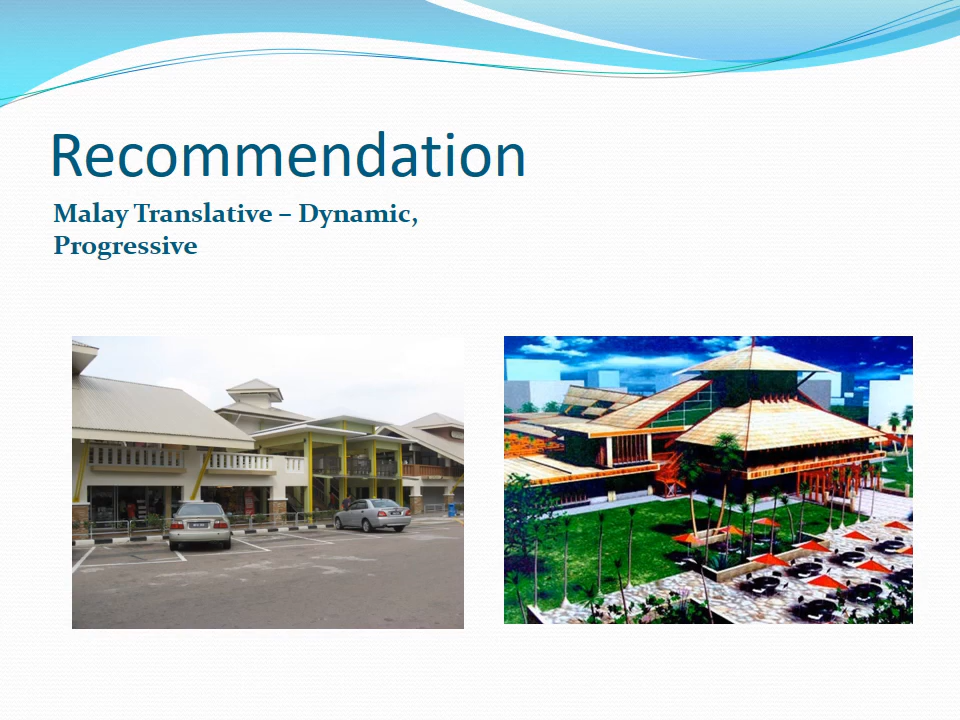 Recommendation
Malay Translative – Dynamic,
Progressive